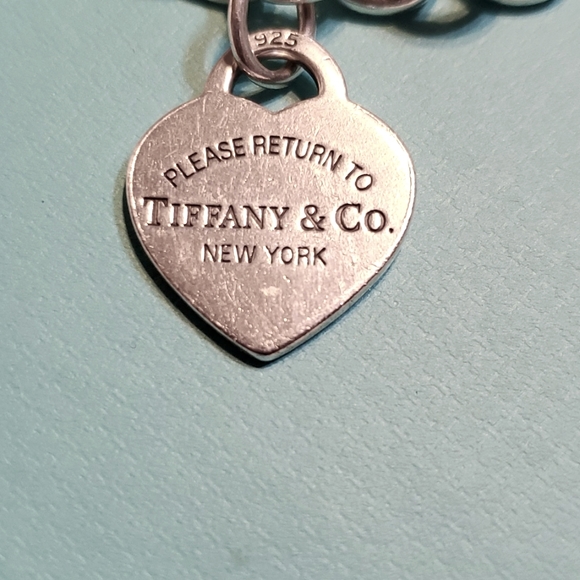 925
PLEASE RETURN TO
TIFFANY & CO.
NEW YORK